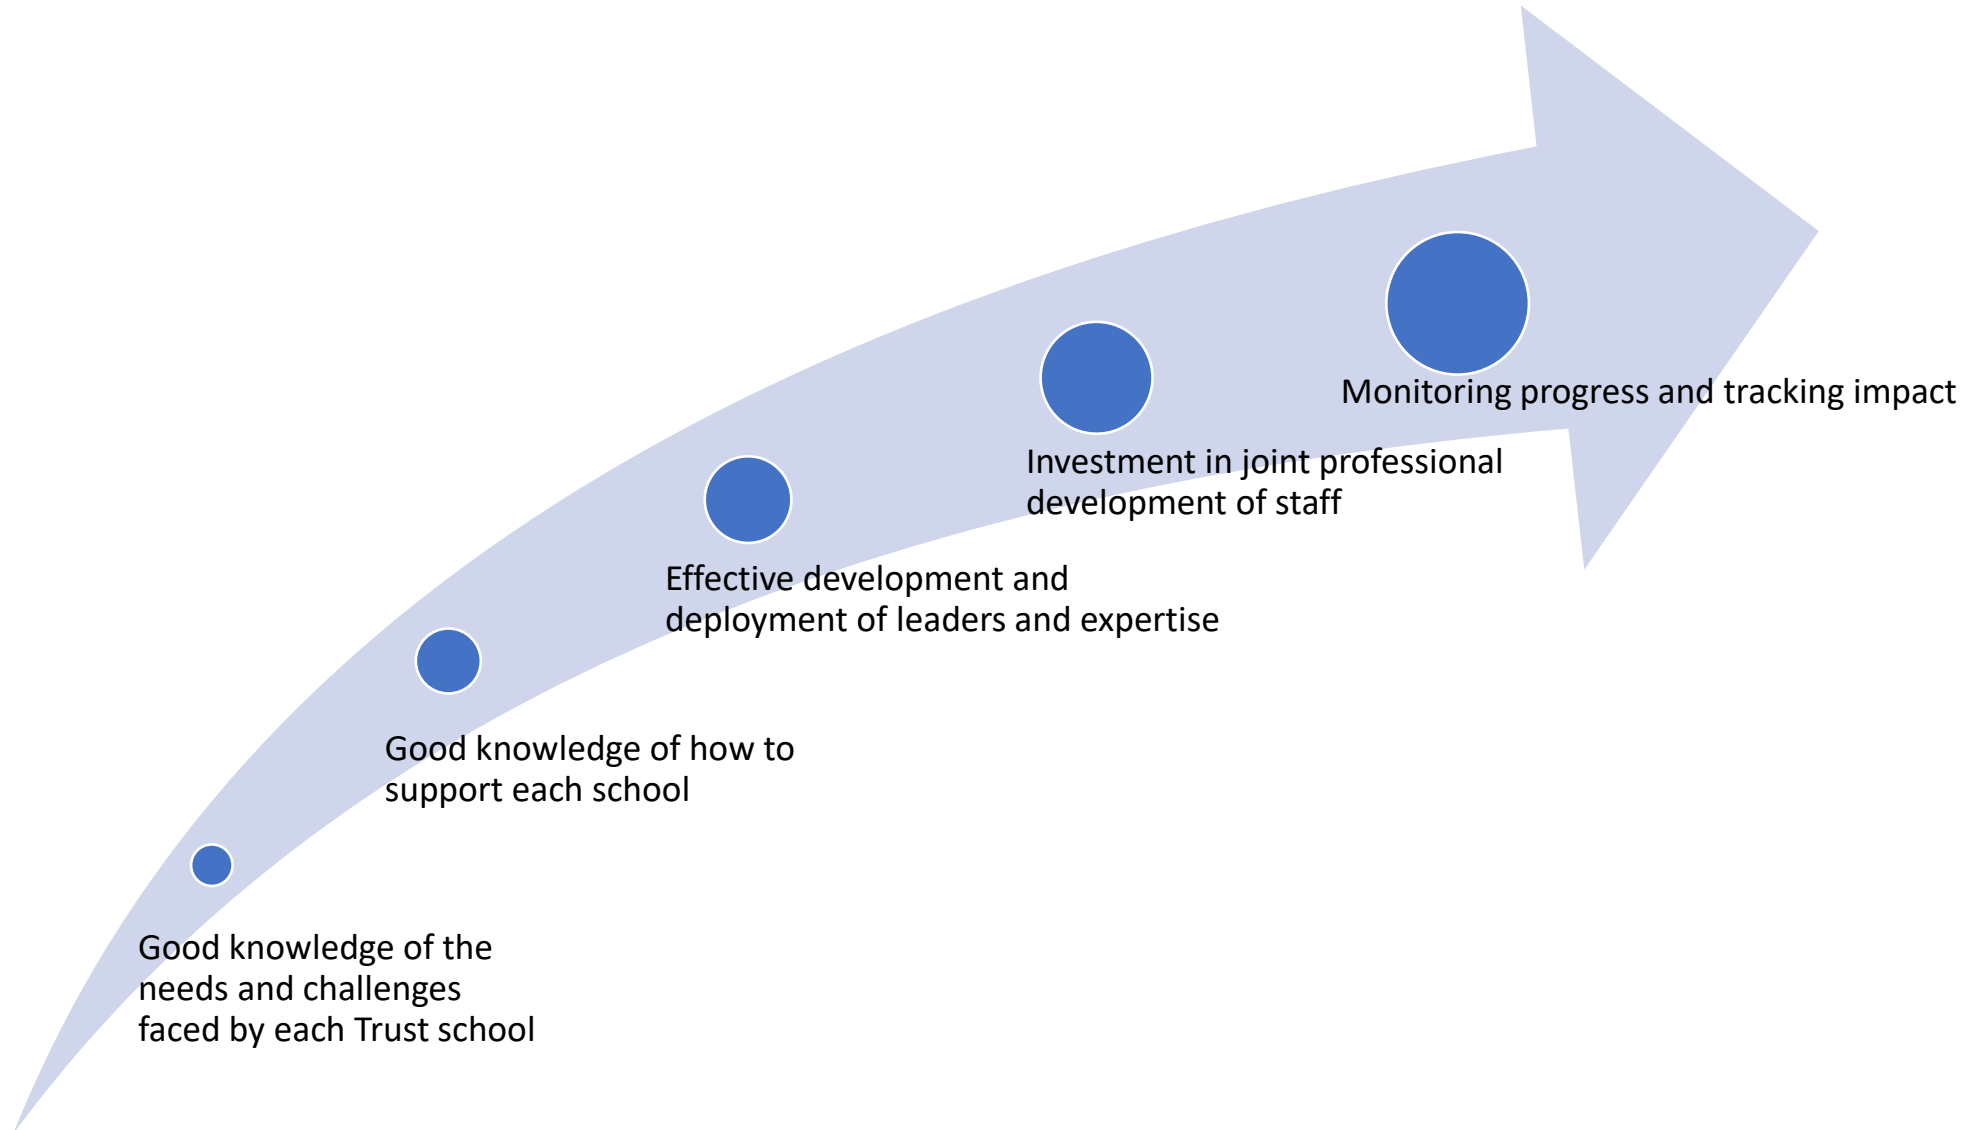 Good knowledge of the
needs and challenges
faced by each Trust school
Good knowledge of how to
support each school
Effective development and
deployment of leaders and expertise
Investment in joint professional
development of staff
Monitoring progress and tracking impact